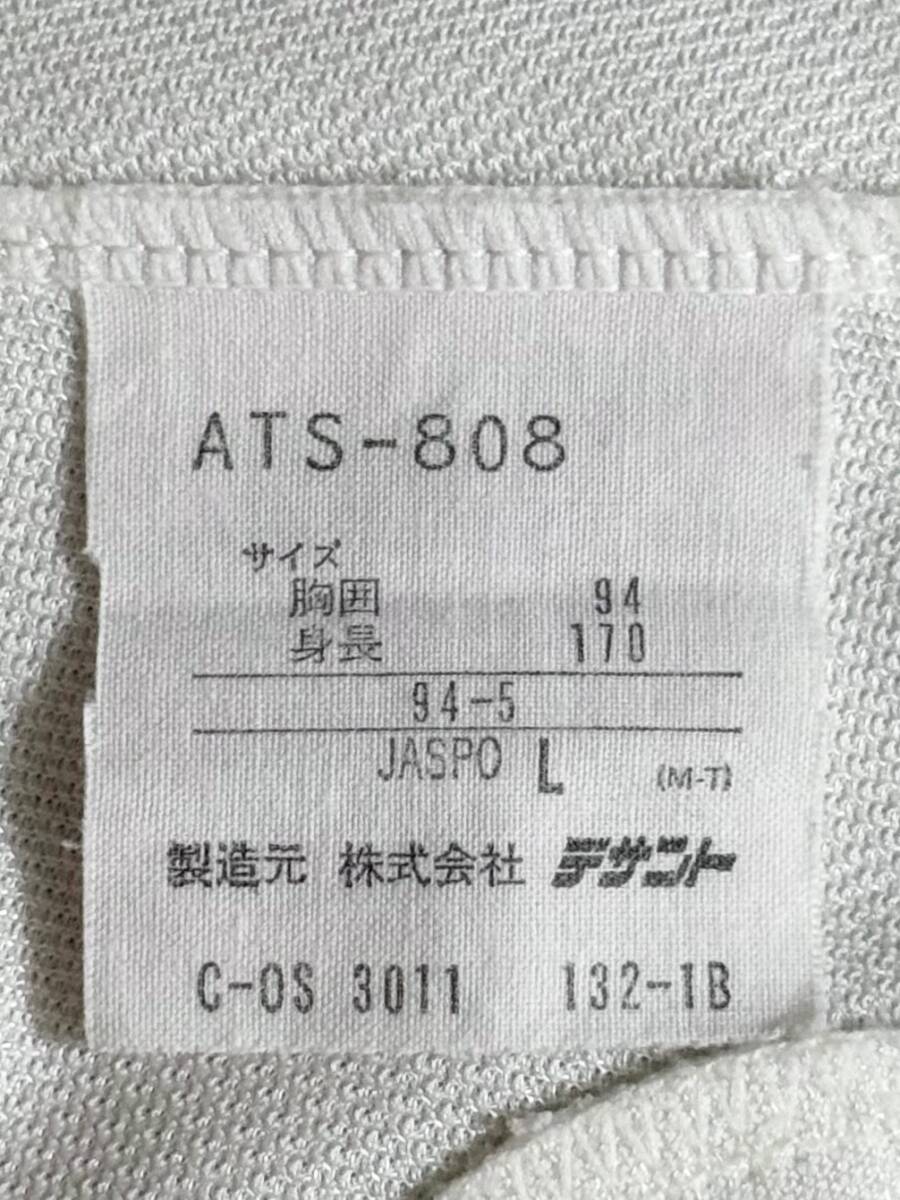 ATS-808
サイズ
胸囲 94
身長 170
94-5
JASPO L (M-T)
製造元 株式会社 デサント
C-OS 3011 132-1B